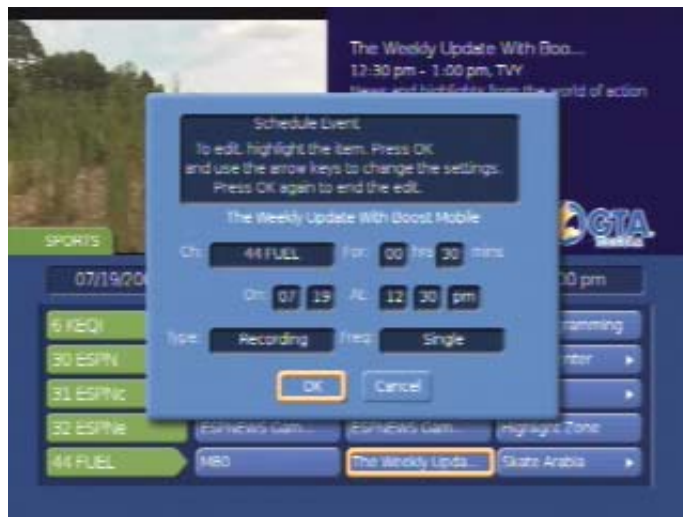 The Weekly Update With Boo....
12:30 pm - 1:00 pm, TVY
News and highlights from the world of action
Schedule Event
To edit, highlight the item. Press OK
and use the arrow keys to change the settings.
Press OK again to end the edit.
The Weekly Update With Boost Mobile
GTA
SPORTS
Ch: 44 FUEL For: 00 hrs 30 mins
07/19/20
00 pm
On: 07 19 At: 12 30 pm
6 KEQI
ramming
Type: Recording Freq: Single
30 ESPN
nter
31 ESPNc
OK Cancel
32 ESPNe ESPNEWS Gam... ESPNEWS Gam... Highlight Zone
44 FUEL M80 The Weekly Upda... Skate Arabia